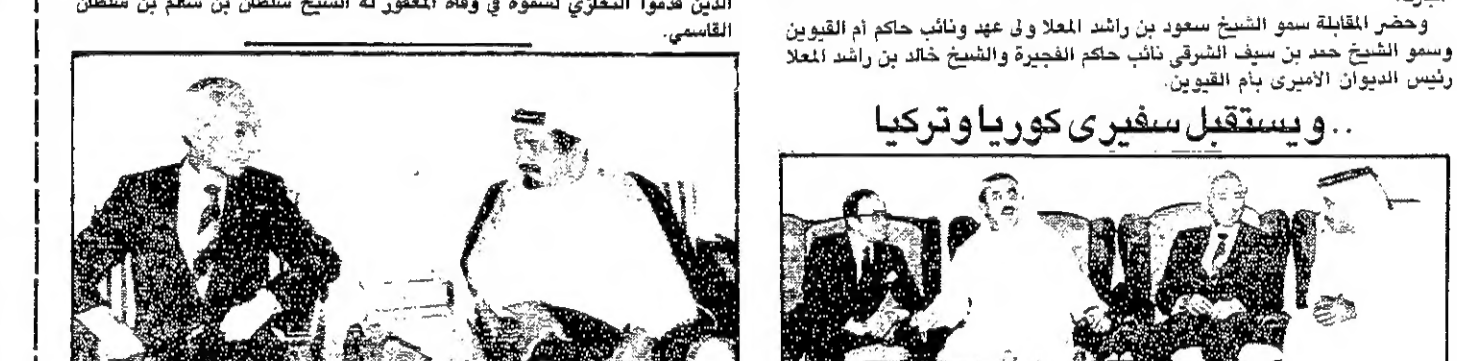 وحضر المقابلة سمو الشيخ سعود بن راشد المعلا ولى عهد ونائب حاكم أم القيوين
وسمو الشيخ حمد بن سيف الشرقى نائب حاكم الفجيرة والشيخ خالد بن راشد المعلا
رئيس الديوان الأميرى بأم القيوين.
..ويستقبل سفيرى كوريا وتركيا
الذين قدموا التعازي لسموه في وفاة المغفور له الشيخ سلطان بن سالم بن سلطان
القاسمي.